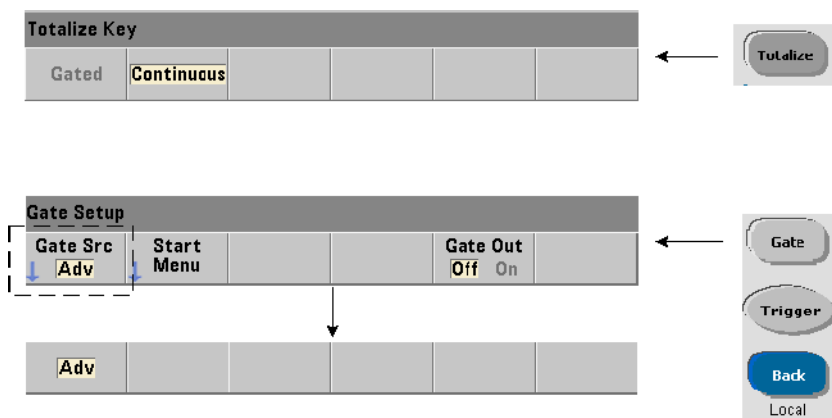 Totalize Key
Gated Continuous
Totalize
Gate Setup
Gate Src Start Gate Out
Adv Menu Off On
Gate
Trigger
Adv
Back
Local